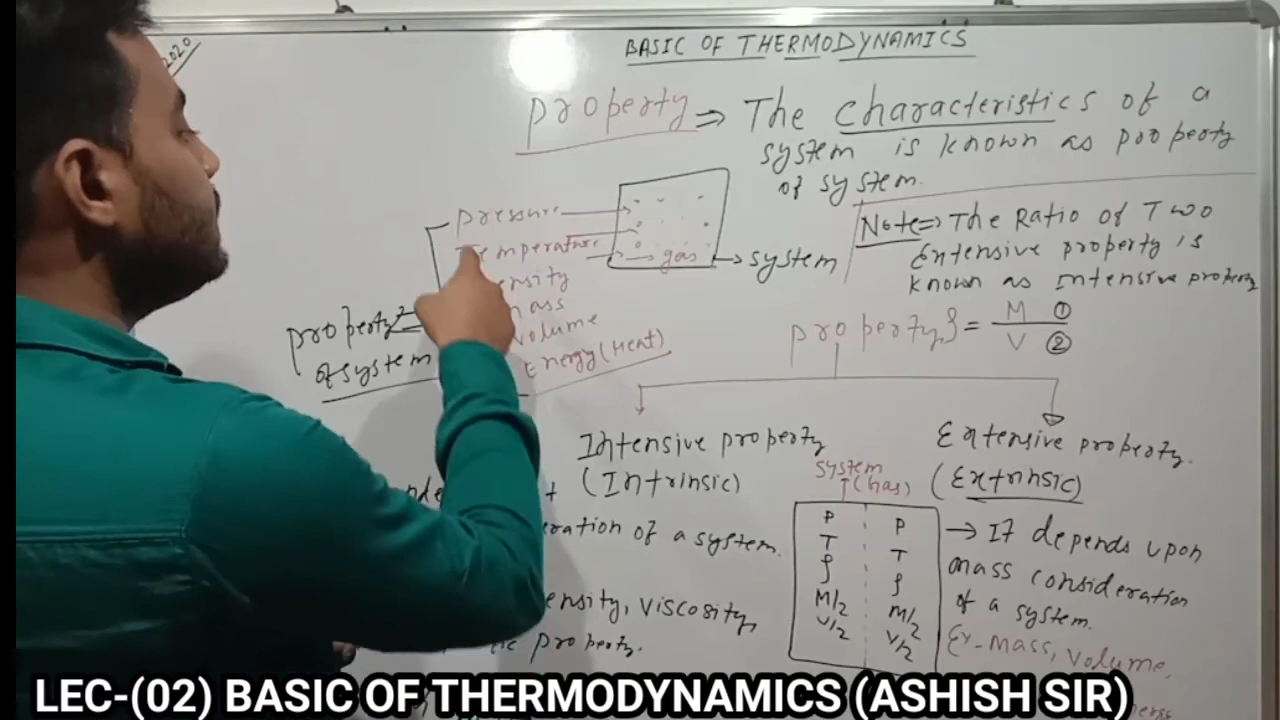 2020
BASIC OF THERMODYNAMICS
Property ⇒ The characteristics of a
system is known as property
of system.
Pressure
Temperature
ensity
ass
volume
Energy (Heat)
gas
→ system
property
of system
Note ⇒ The Ratio of Two
Extensive property is
known as Intensive property
property, ρ = M ① / V ②
Intensive property
(Intrinsic)
eration of a system.
ensity, viscosity,
property.
Extensive property.
(Extrinsic)
system
(Gas)
P P
T T
ρ ρ
M/2 M/2
V/2 V/2
→ It depends upon
mass consideration
of a system.
Ex- Mass, volume,
LEC-(02) BASIC OF THERMODYNAMICS (ASHISH SIR)